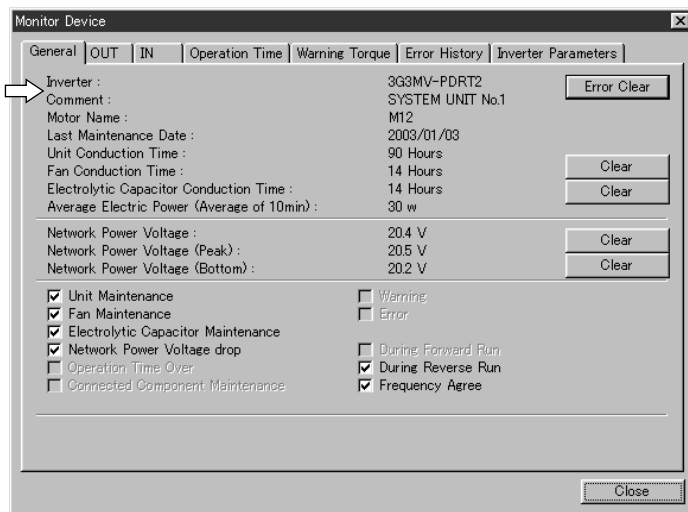 Monitor Device
General OUT IN Operation Time Warning Torque Error History Inverter Parameters
Inverter : 3G3MV-PDRT2 Error Clear
Comment : SYSTEM UNIT No.1
Motor Name : M12
Last Maintenance Date : 2003/01/03
Unit Conduction Time : 90 Hours
Fan Conduction Time : 14 Hours Clear
Electrolytic Capacitor Conduction Time : 14 Hours Clear
Average Electric Power (Average of 10min) : 30 w
Network Power Voltage : 20.4 V Clear
Network Power Voltage (Peak) : 20.5 V
Network Power Voltage (Bottom) : 20.2 V Clear
Unit Maintenance Warning
Fan Maintenance Error
Electrolytic Capacitor Maintenance
Network Power Voltage drop During Forward Run
Operation Time Over During Reverse Run
Connected Component Maintenance Frequency Agree
Close